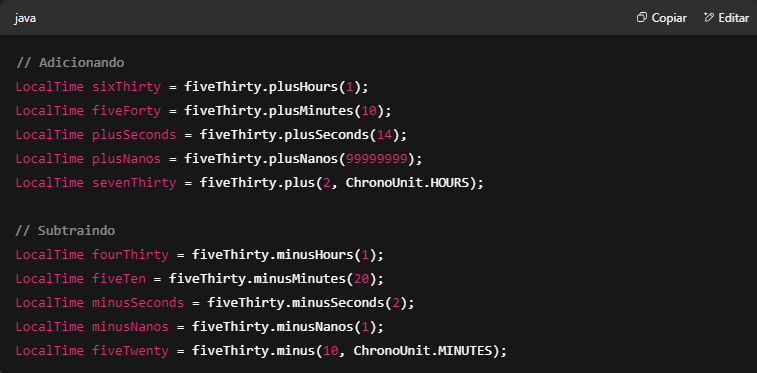 java
Copiar
Editar
// Adicionando
LocalTime sixThirty = fiveThirty.plusHours(1);
LocalTime fiveForty = fiveThirty.plusMinutes(10);
LocalTime plusSeconds = fiveThirty.plusSeconds(14);
LocalTime plusNanos = fiveThirty.plusNanos(99999999);
LocalTime sevenThirty = fiveThirty.plus(2, ChronoUnit.HOURS);
// Subtraindo
LocalTime fourThirty = fiveThirty.minusHours(1);
LocalTime fiveTen = fiveThirty.minusMinutes(20);
LocalTime minusSeconds = fiveThirty.minusSeconds(2);
LocalTime minusNanos = fiveThirty.minusNanos(1);
LocalTime fiveTwenty = fiveThirty.minus(10, ChronoUnit.MINUTES);